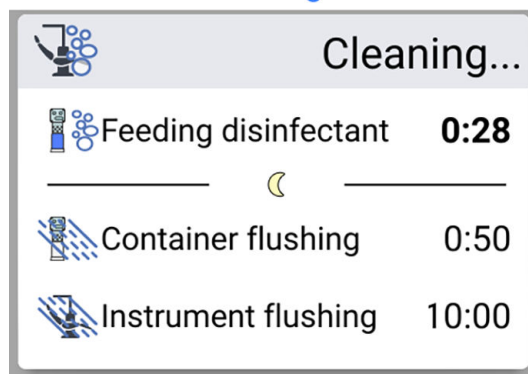 Cleaning...
Feeding disinfectant 0:28
Container flushing 0:50
Instrument flushing 10:00